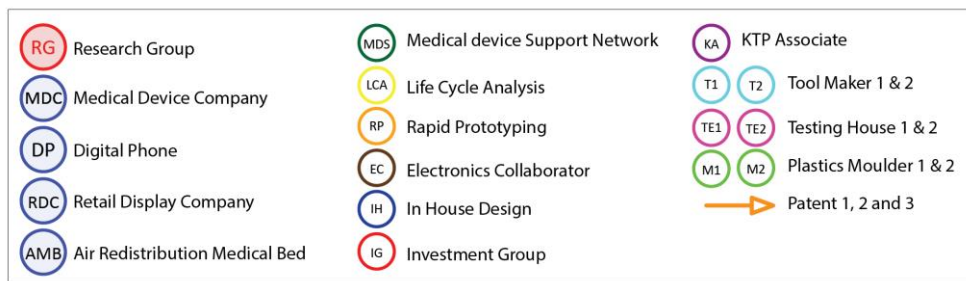 RG Research Group
MDC Medical Device Company
DP Digital Phone
RDC Retail Display Company
AMB Air Redistribution Medical Bed
MDS Medical device Support Network
LCA Life Cycle Analysis
RP Rapid Prototyping
EC Electronics Collaborator
IH In House Design
IG Investment Group
KA KTP Associate
T1 T2 Tool Maker 1 & 2
TE1 TE2 Testing House 1 & 2
M1 M2 Plastics Moulder 1 & 2
Patent 1, 2 and 3